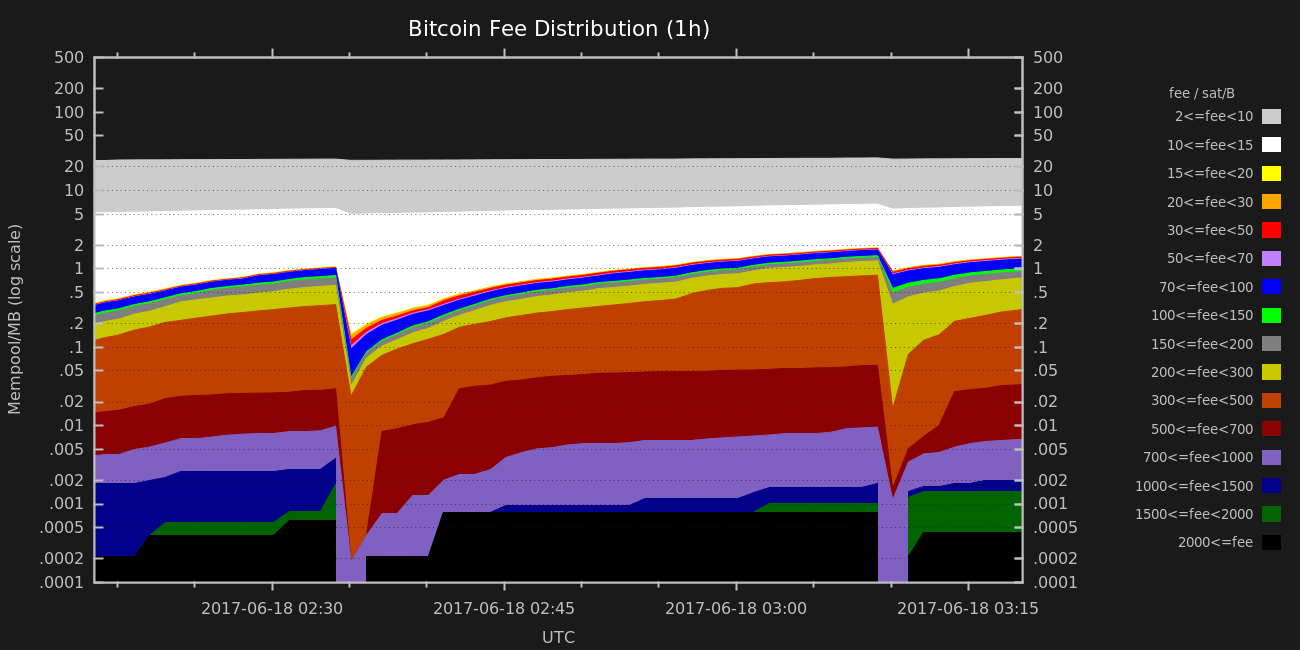 Bitcoin Fee Distribution (1h)
500
200
100
50
20
10
5
2
1
.5
.2
.1
.05
.02
.01
.005
.002
.001
.0005
.0002
.0001
Mempool/MB (log scale)
500
200
100
50
20
10
5
2
1
.5
.2
.1
.05
.02
.01
.005
.002
.001
.0005
.0002
.0001
2017-06-18 02:30
2017-06-18 02:45
2017-06-18 03:00
2017-06-18 03:15
UTC
fee / sat/B
2<=fee<10
10<=fee<15
15<=fee<20
20<=fee<30
30<=fee<50
50<=fee<70
70<=fee<100
100<=fee<150
150<=fee<200
200<=fee<300
300<=fee<500
500<=fee<700
700<=fee<1000
1000<=fee<1500
1500<=fee<2000
2000<=fee